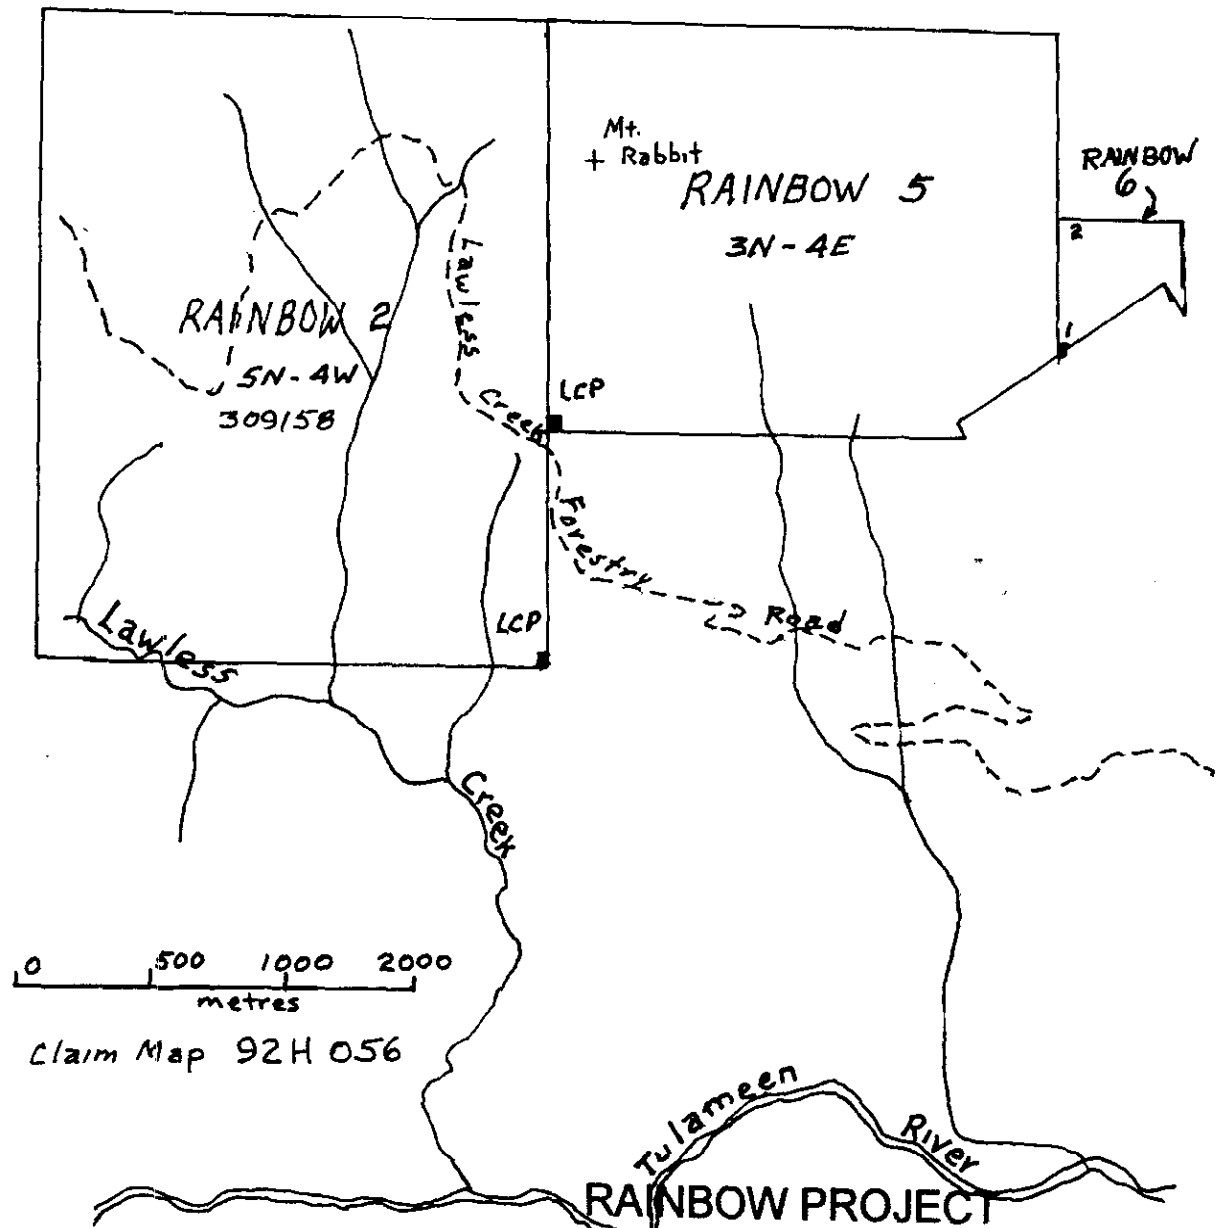 Mt.
+ Rabbit
RAINBOW 5
3N-4E
RAINBOW
6
2
1
RAINBOW 2
5N-4W
309158
LCP
Lawless Creek Forestry Road
LCP
Lawless Creek
0 500 1000 2000
metres
Claim Map 92H 056
Tulameen River
RAINBOW PROJECT